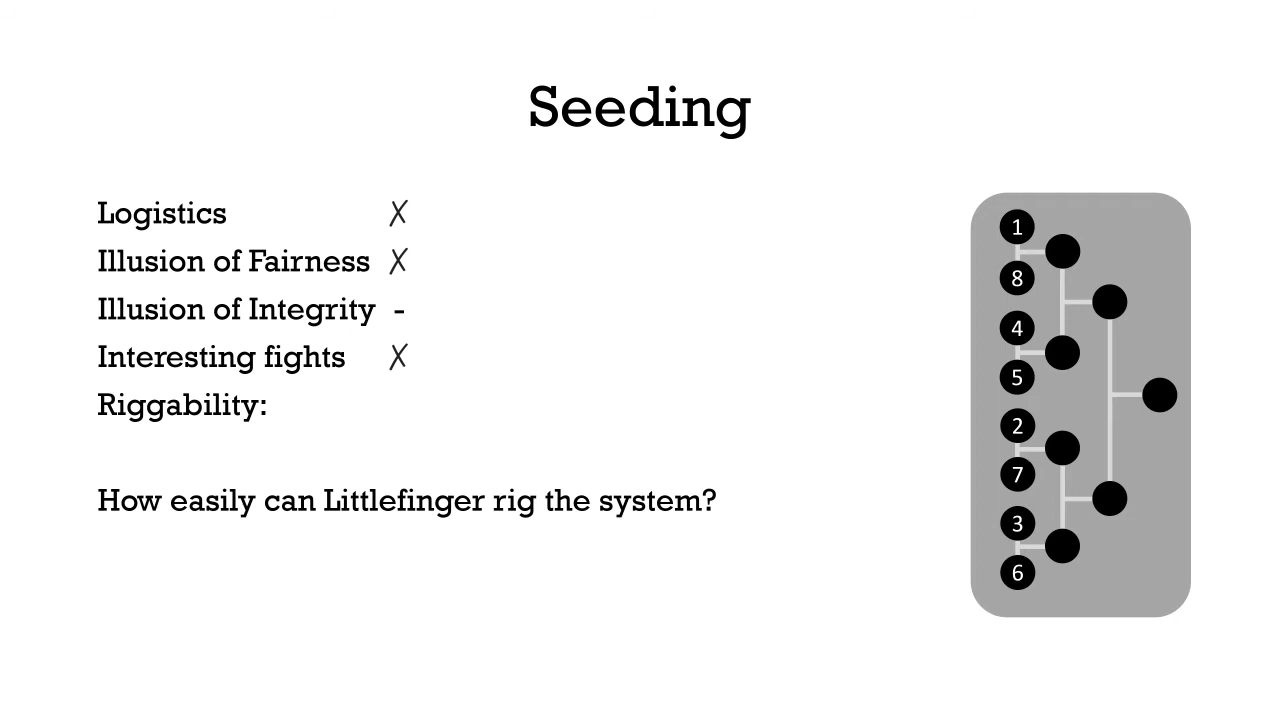 Seeding
Logistics ✗
Illusion of Fairness ✗
Illusion of Integrity -
Interesting fights ✗
Riggability:
How easily can Littlefinger rig the system?
1
8
4
5
2
7
3
6